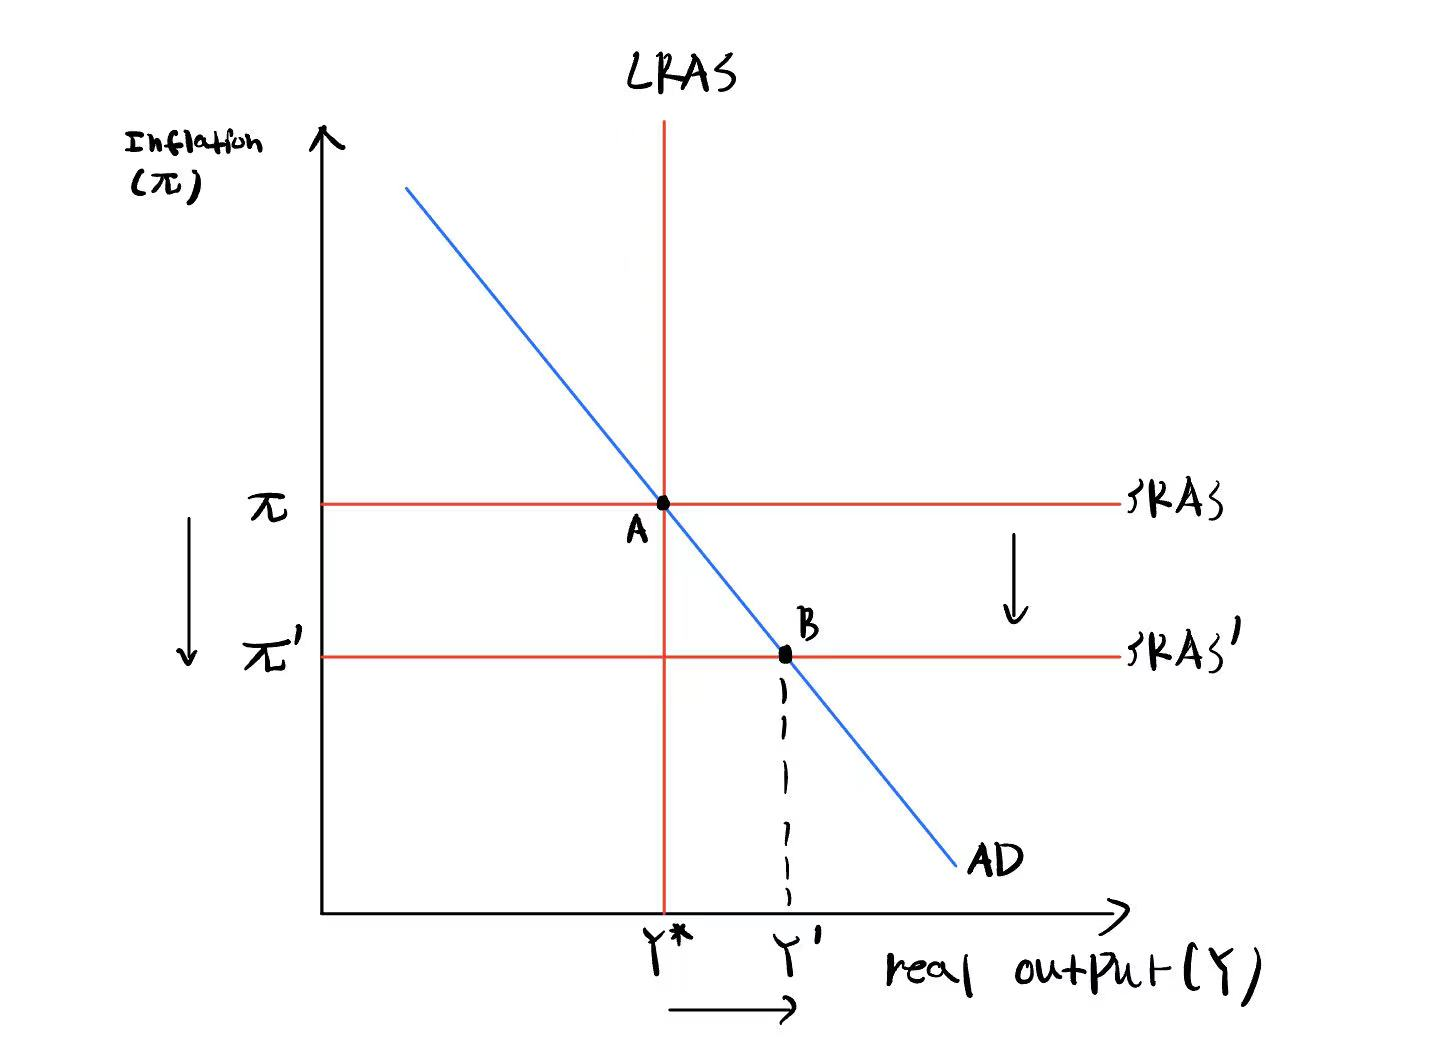 LRAS
Inflation
(π)
π
SRAS
A
B
π'
SRAS'
AD
Y*
Y'
real output (Y)